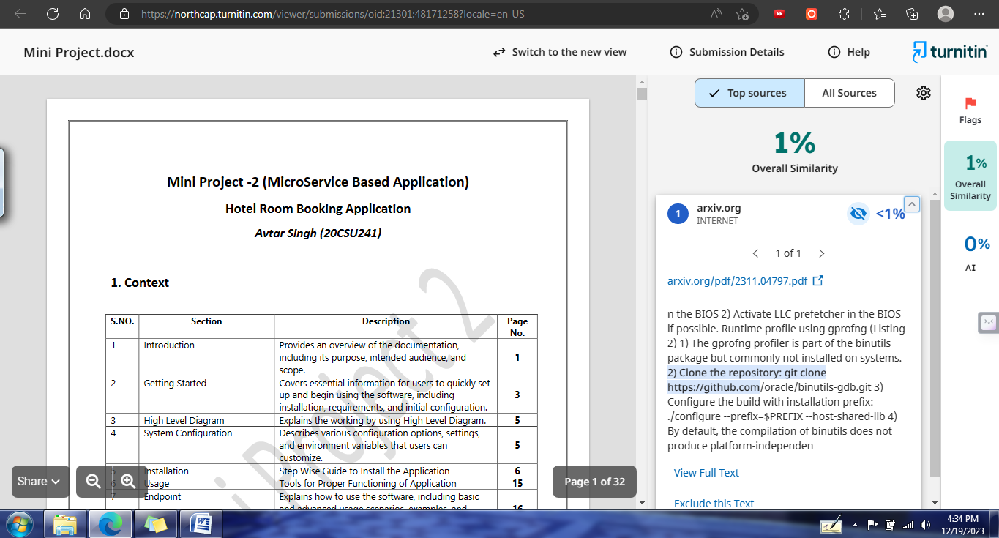 https://northcap.turnitin.com/viewer/submissions/oid:21301:48171258?locale=en-US
Mini Project.docx
Switch to the new view
Submission Details
Help
turnitin
Mini Project -2 (MicroService Based Application)
Hotel Room Booking Application
Avtar Singh (20CSU241)
1. Context
S.NO. Section Description Page No.
1 Introduction Provides an overview of the documentation,
including its purpose, intended audience, and 1
scope.
2 Getting Started Covers essential information for users to quickly set
up and begin using the software, including 3
installation, requirements, and initial configuration.
3 High Level Diagram Explains the working by using High Level Diagram. 5
4 System Configuration Describes various configuration options, settings,
and environment variables that users can 5
customize.
5 Installation Step Wise Guide to Install the Application 6
6 Usage Tools for Proper Functioning of Application 15
7 Endpoint Explains how to use the software, including basic
and advanced usage scenarios, examples, and 16
Project 2
Share
Page 1 of 32
Top sources
All Sources
1%
Overall Similarity
1
arxiv.org
INTERNET
<1%
1 of 1
arxiv.org/pdf/2311.04797.pdf
n the BIOS 2) Activate LLC prefetcher in the BIOS
if possible. Runtime profile using gprofng (Listing
2) 1) The gprofng profiler is part of the binutils
package but commonly not installed on systems.
2) Clone the repository: git clone
https://github.com/oracle/binutils-gdb.git 3)
Configure the build with installation prefix:
./configure --prefix=$PREFIX --host-shared-lib 4)
By default, the compilation of binutils does not
produce platform-independen
View Full Text
Exclude this Text
Flags
1%
Overall
Similarity
0%
AI
4:34 PM
12/19/2023